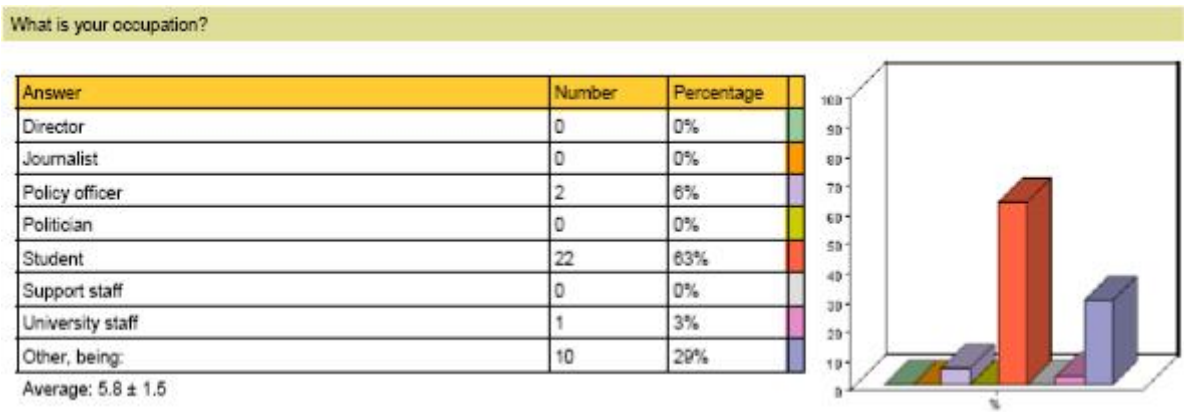 What is your occupation?
Answer Number Percentage
Director 0 0%
Journalist 0 0%
Policy officer 2 6%
Politician 0 0%
Student 22 63%
Support staff 0 0%
University staff 1 3%
Other, being: 10 29%
Average: 5.8 ± 1.5
100
90
80
70
60
50
40
30
20
10
0
%